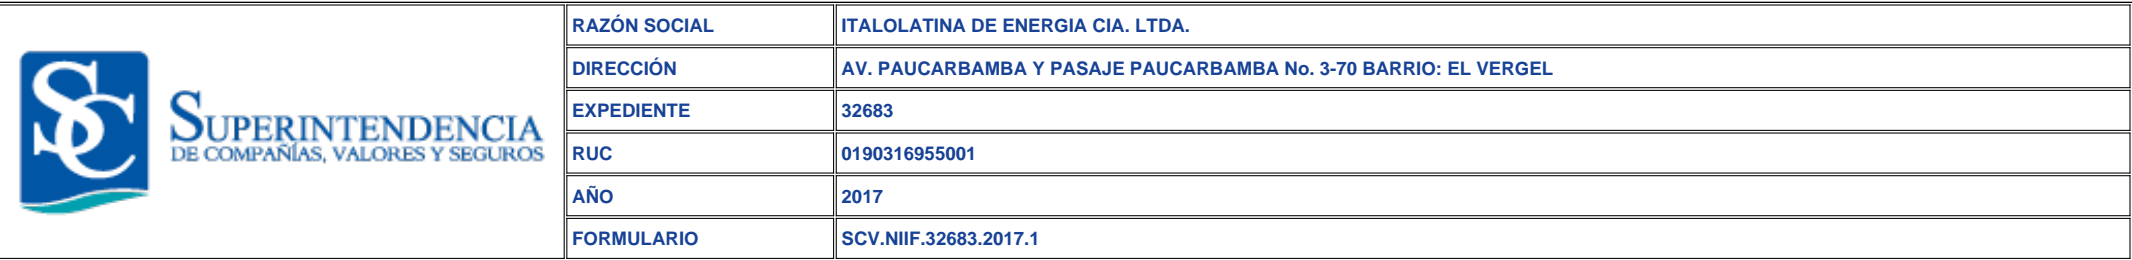 SC
SUPERINTENDENCIA
DE COMPAÑÍAS, VALORES Y SEGUROS
RAZÓN SOCIAL ITALOLATINA DE ENERGIA CIA. LTDA.
DIRECCIÓN AV. PAUCARBAMBA Y PASAJE PAUCARBAMBA No. 3-70 BARRIO: EL VERGEL
EXPEDIENTE 32683
RUC 0190316955001
AÑO 2017
FORMULARIO SCV.NIIF.32683.2017.1